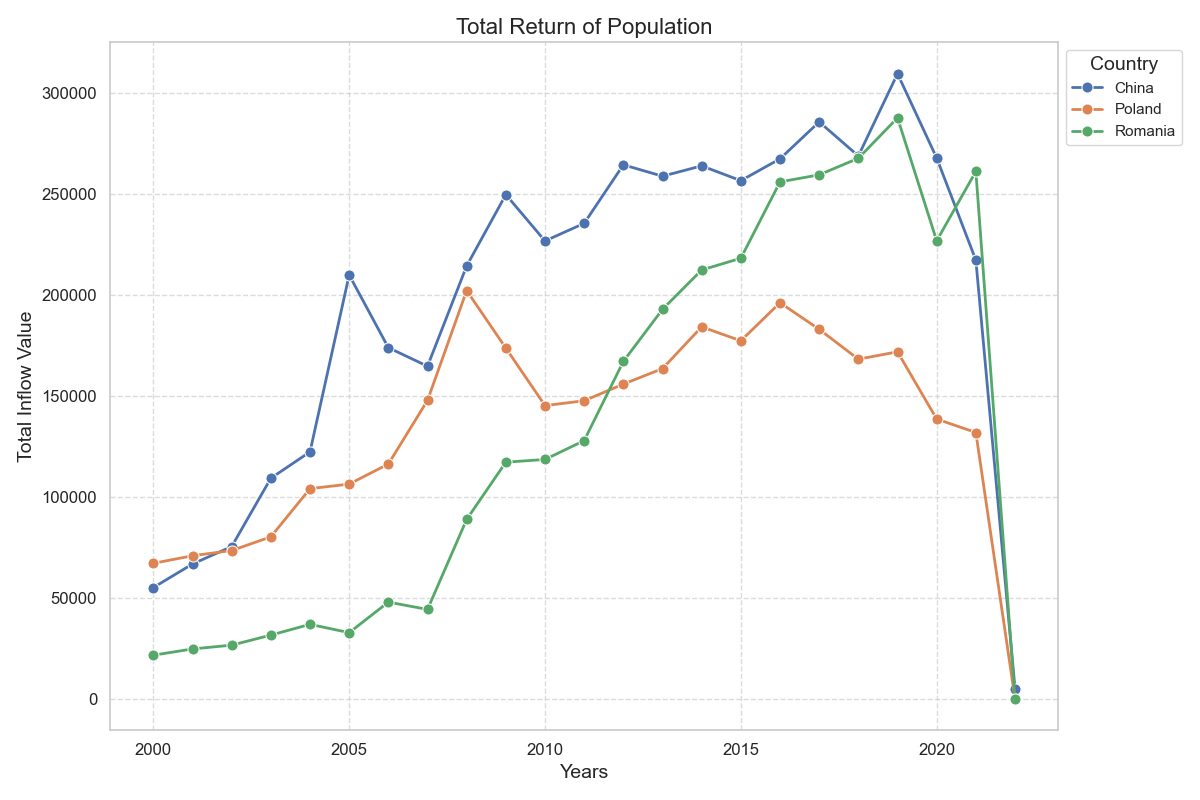 Total Return of Population
Country
China
Poland
Romania
Total Inflow Value
300000
250000
200000
150000
100000
50000
0
2000
2005
2010
2015
2020
Years